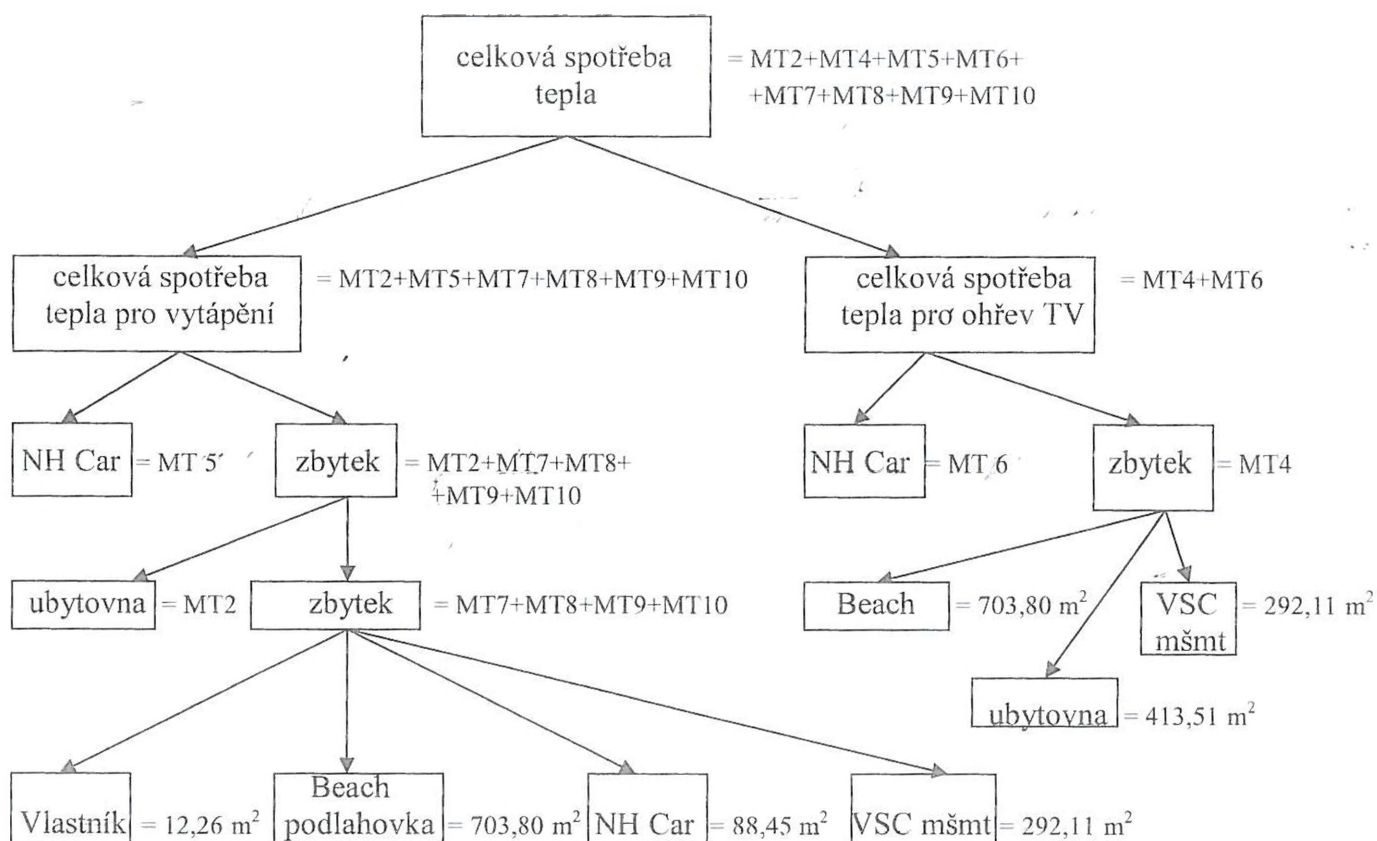 celková spotřeba
tepla
= MT2+MT4+MT5+MT6+
+MT7+MT8+MT9+MT10
celková spotřeba
tepla pro vytápění
= MT2+MT5+MT7+MT8+MT9+MT10
celková spotřeba
tepla pro ohřev TV
= MT4+MT6
NH Car = MT 5
zbytek = MT2+MT7+MT8+
+MT9+MT10
NH Car = MT 6
zbytek = MT4
ubytovna = MT2
zbytek = MT7+MT8+MT9+MT10
Beach = 703,80 m²
VSC
mšmt
= 292,11 m²
ubytovna = 413,51 m²
Vlastník = 12,26 m²
Beach
podlahovka = 703,80 m²
NH Car = 88,45 m²
VSC mšmt = 292,11 m²